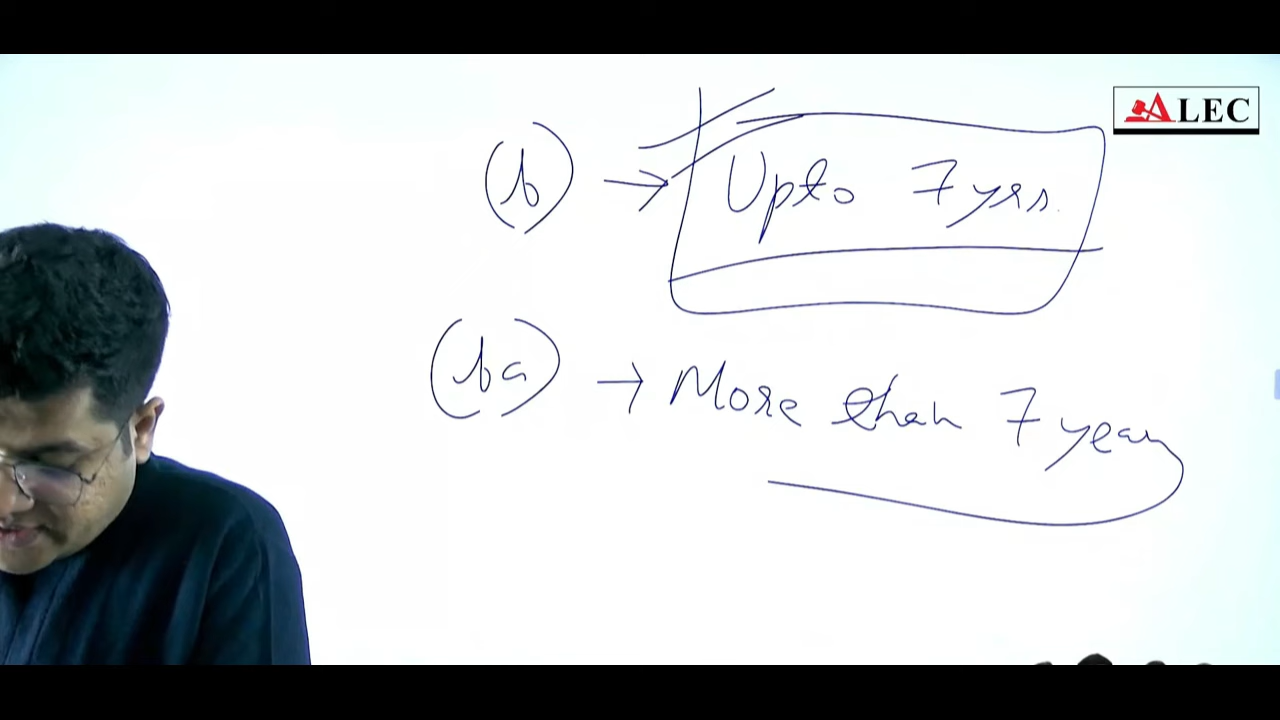 ALEC
(b) → Upto 7 yrs.
(ba) → More than 7 years